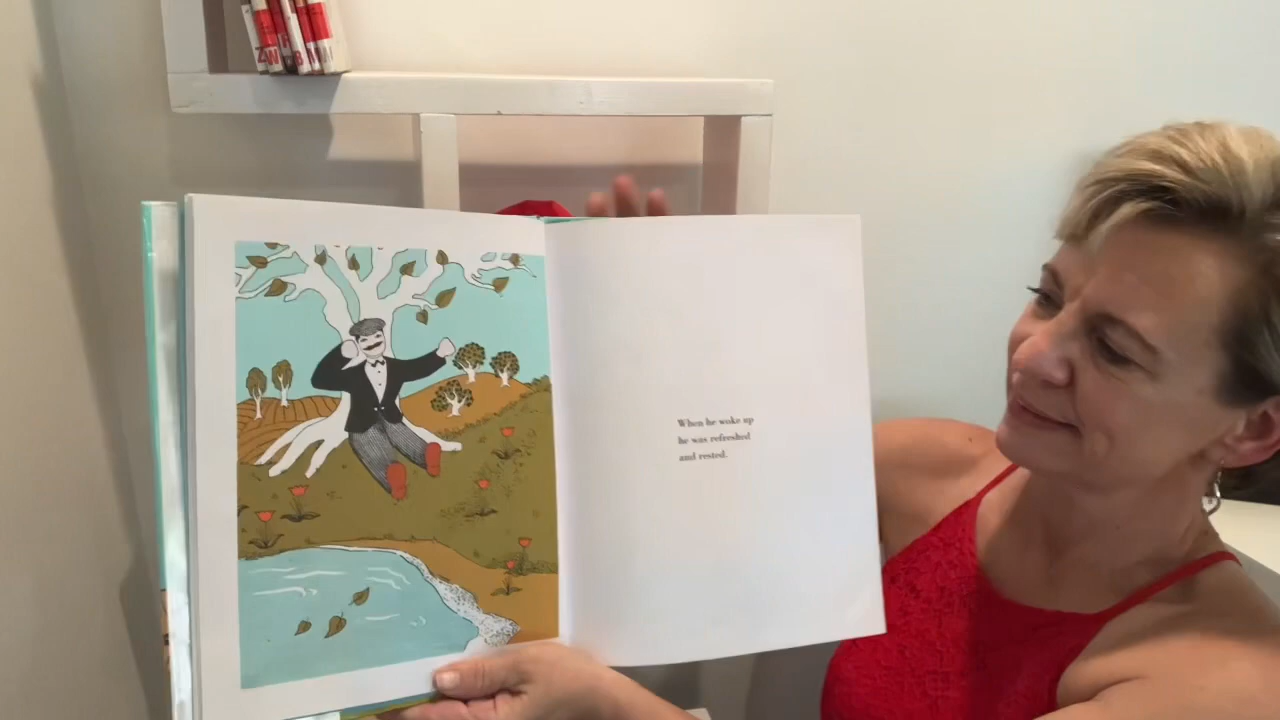 When he woke up
he was refreshed
and rested.